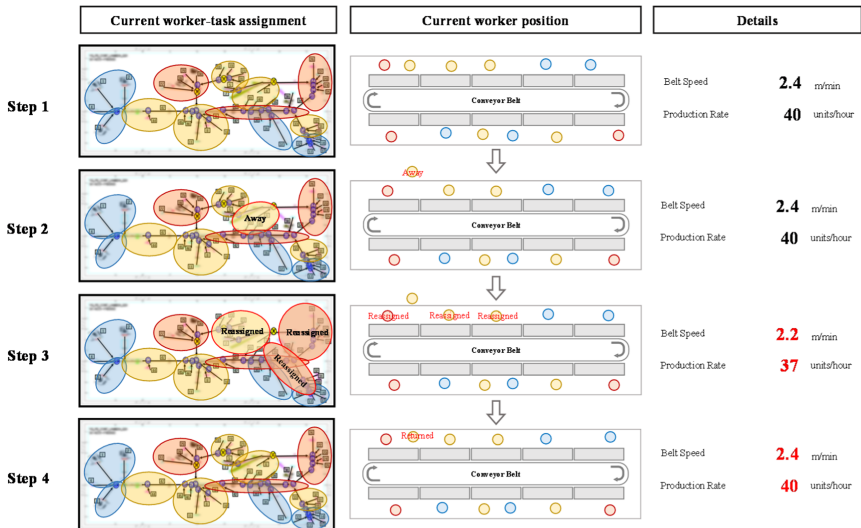 Current worker-task assignment
Current worker position
Details
Step 1
Conveyor Belt
Belt Speed 2.4 m/min
Production Rate 40 units/hour
Step 2
Away
Away
Conveyor Belt
Belt Speed 2.4 m/min
Production Rate 40 units/hour
Step 3
Reassigned
Reassigned
Reassigned
Reassigned Reassigned Reassigned
Conveyor Belt
Belt Speed 2.2 m/min
Production Rate 37 units/hour
Step 4
Returned
Conveyor Belt
Belt Speed 2.4 m/min
Production Rate 40 units/hour